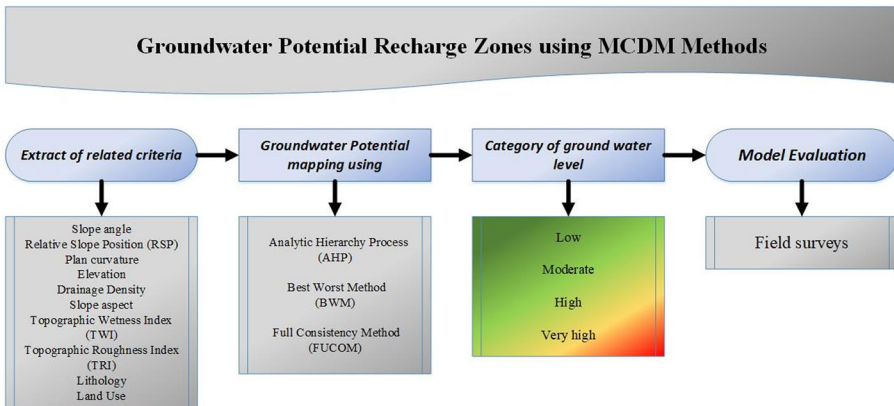 Groundwater Potential Recharge Zones using MCDM Methods
Extract of related criteria
Groundwater Potential
mapping using
Category of ground water
level
Model Evaluation
Slope angle
Relative Slope Position (RSP)
Plan curvature
Elevation
Drainage Density
Slope aspect
Topographic Wetness Index
(TWI)
Topographic Roughness Index
(TRI)
Lithology
Land Use
Analytic Hierarchy Process
(AHP)
Best Worst Method
(BWM)
Full Consistency Method
(FUCOM)
Low
Moderate
High
Very high
Field surveys